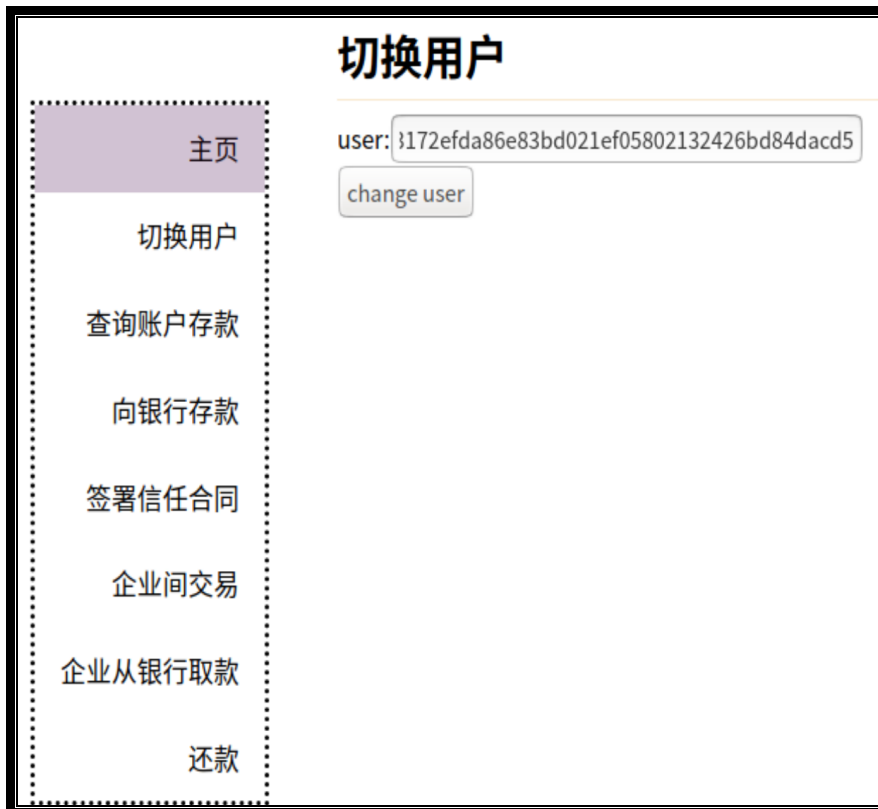 切换用户
user: 3172efda86e83bd021ef05802132426bd84dacd5
change user
主页
切换用户
查询账户存款
向银行存款
签署信任合同
企业间交易
企业从银行取款
还款